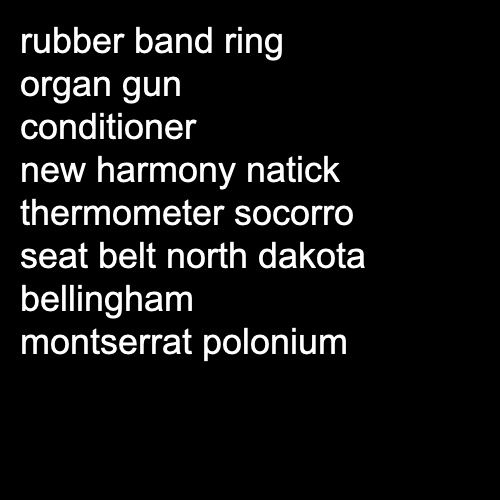 rubber band ring
organ gun
conditioner
new harmony natick
thermometer socorro
seat belt north dakota
bellingham
montserrat polonium